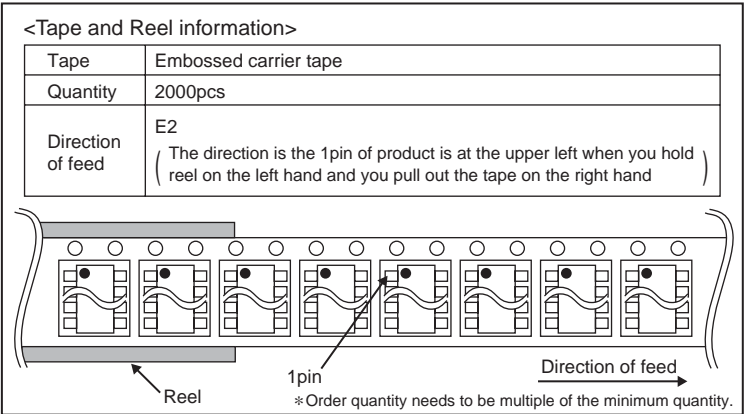 <Tape and Reel information>
Tape Embossed carrier tape
Quantity 2000pcs
Direction of feed E2
( The direction is the 1pin of product is at the upper left when you hold
reel on the left hand and you pull out the tape on the right hand )
Direction of feed
1pin
Reel
*Order quantity needs to be multiple of the minimum quantity.